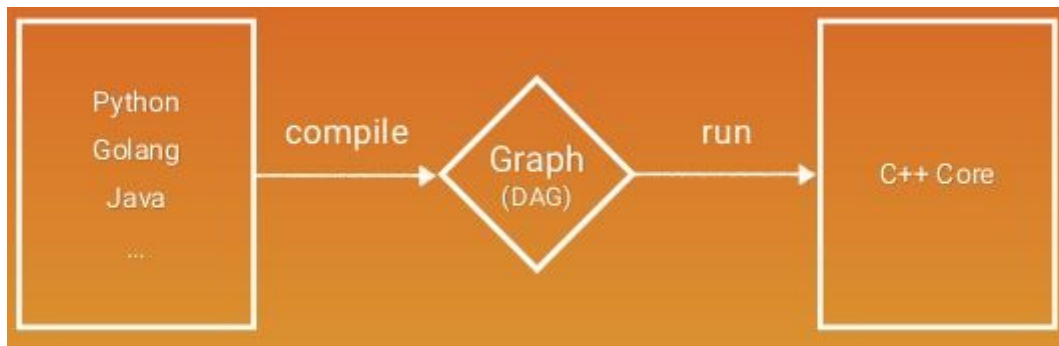 Python
Golang
Java
...
compile
Graph
(DAG)
run
C++ Core